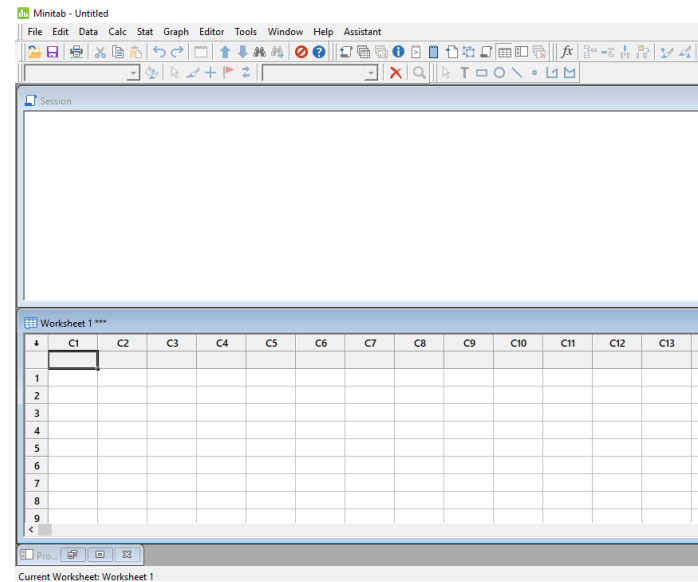 Minitab - Untitled
File Edit Data Calc Stat Graph Editor Tools Window Help Assistant
fx
T
Session
Worksheet 1 ***
C1 C2 C3 C4 C5 C6 C7 C8 C9 C10 C11 C12 C13
1
2
3
4
5
6
7
8
9
Pro...
Current Worksheet: Worksheet 1